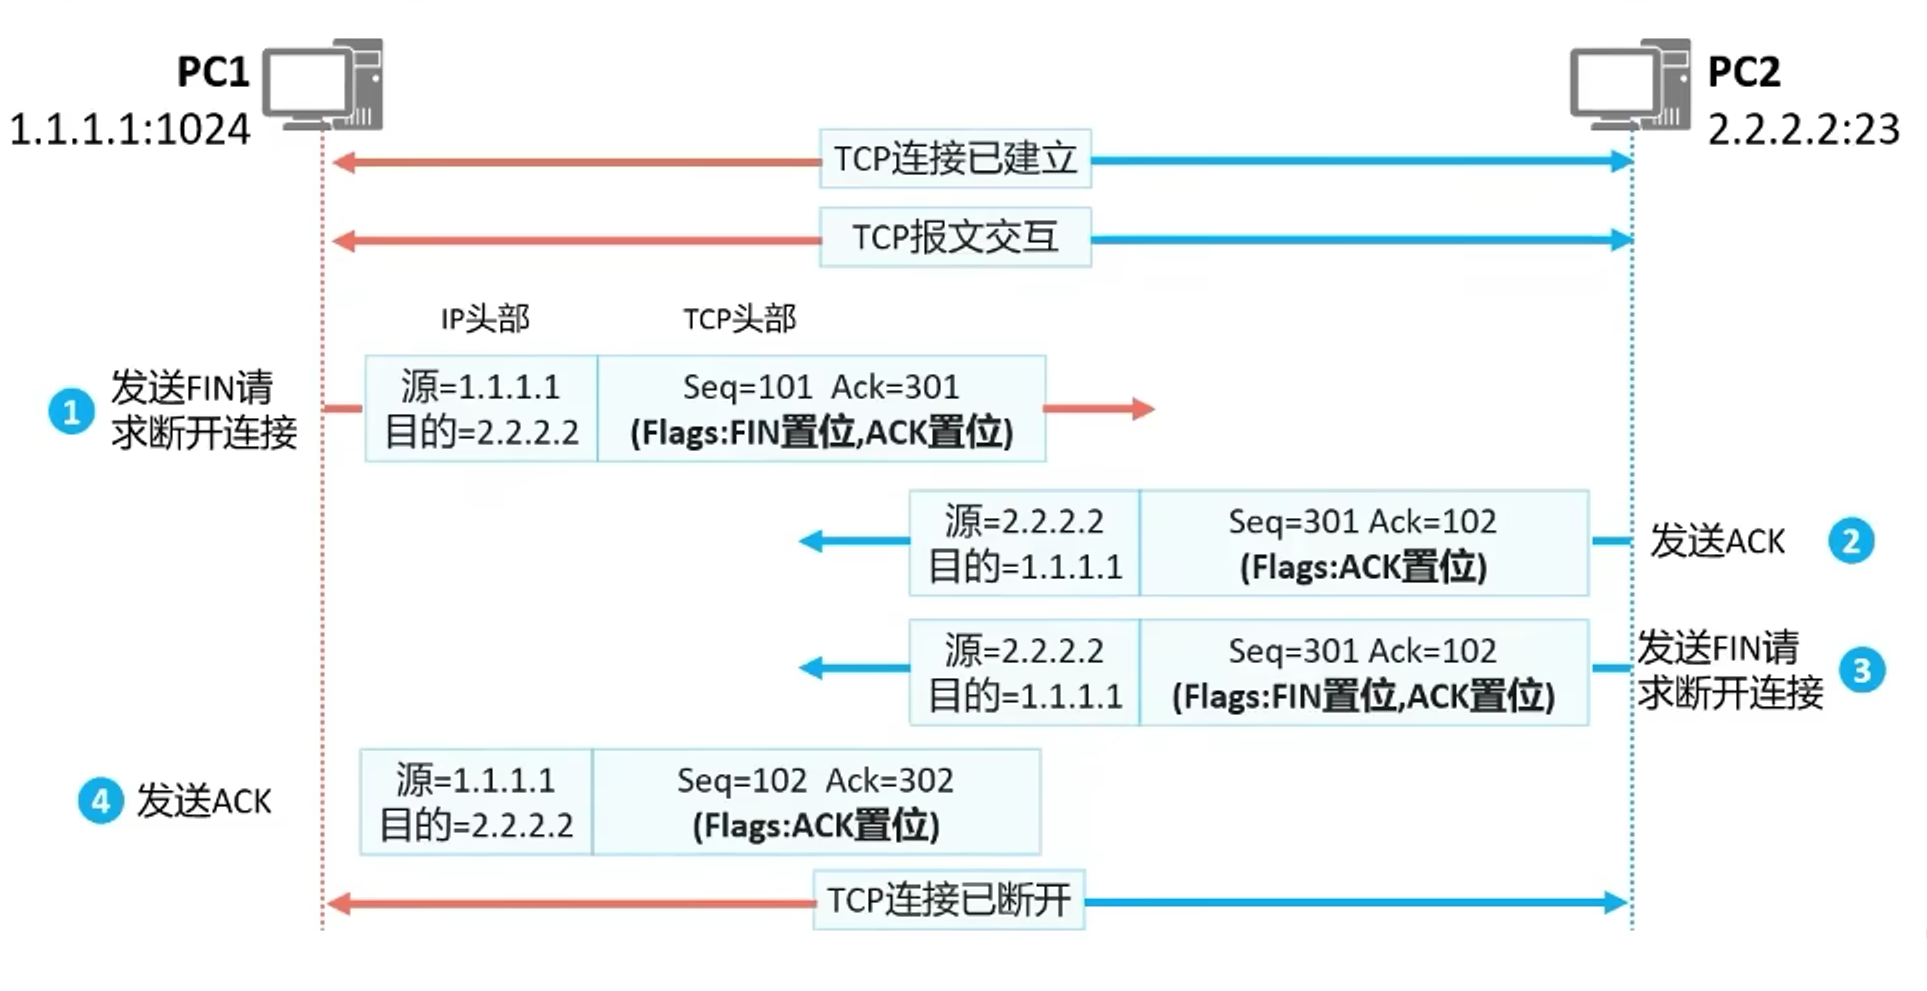 PC1
1.1.1.1:1024
PC2
2.2.2.2:23
TCP连接已建立
TCP报文交互
IP头部
TCP头部
1
发送FIN请
求断开连接
源=1.1.1.1
目的=2.2.2.2
Seq=101 Ack=301
(Flags:FIN置位,ACK置位)
源=2.2.2.2
目的=1.1.1.1
Seq=301 Ack=102
(Flags:ACK置位)
发送ACK
2
源=2.2.2.2
目的=1.1.1.1
Seq=301 Ack=102
(Flags:FIN置位,ACK置位)
发送FIN请
求断开连接
3
4
发送ACK
源=1.1.1.1
目的=2.2.2.2
Seq=102 Ack=302
(Flags:ACK置位)
TCP连接已断开